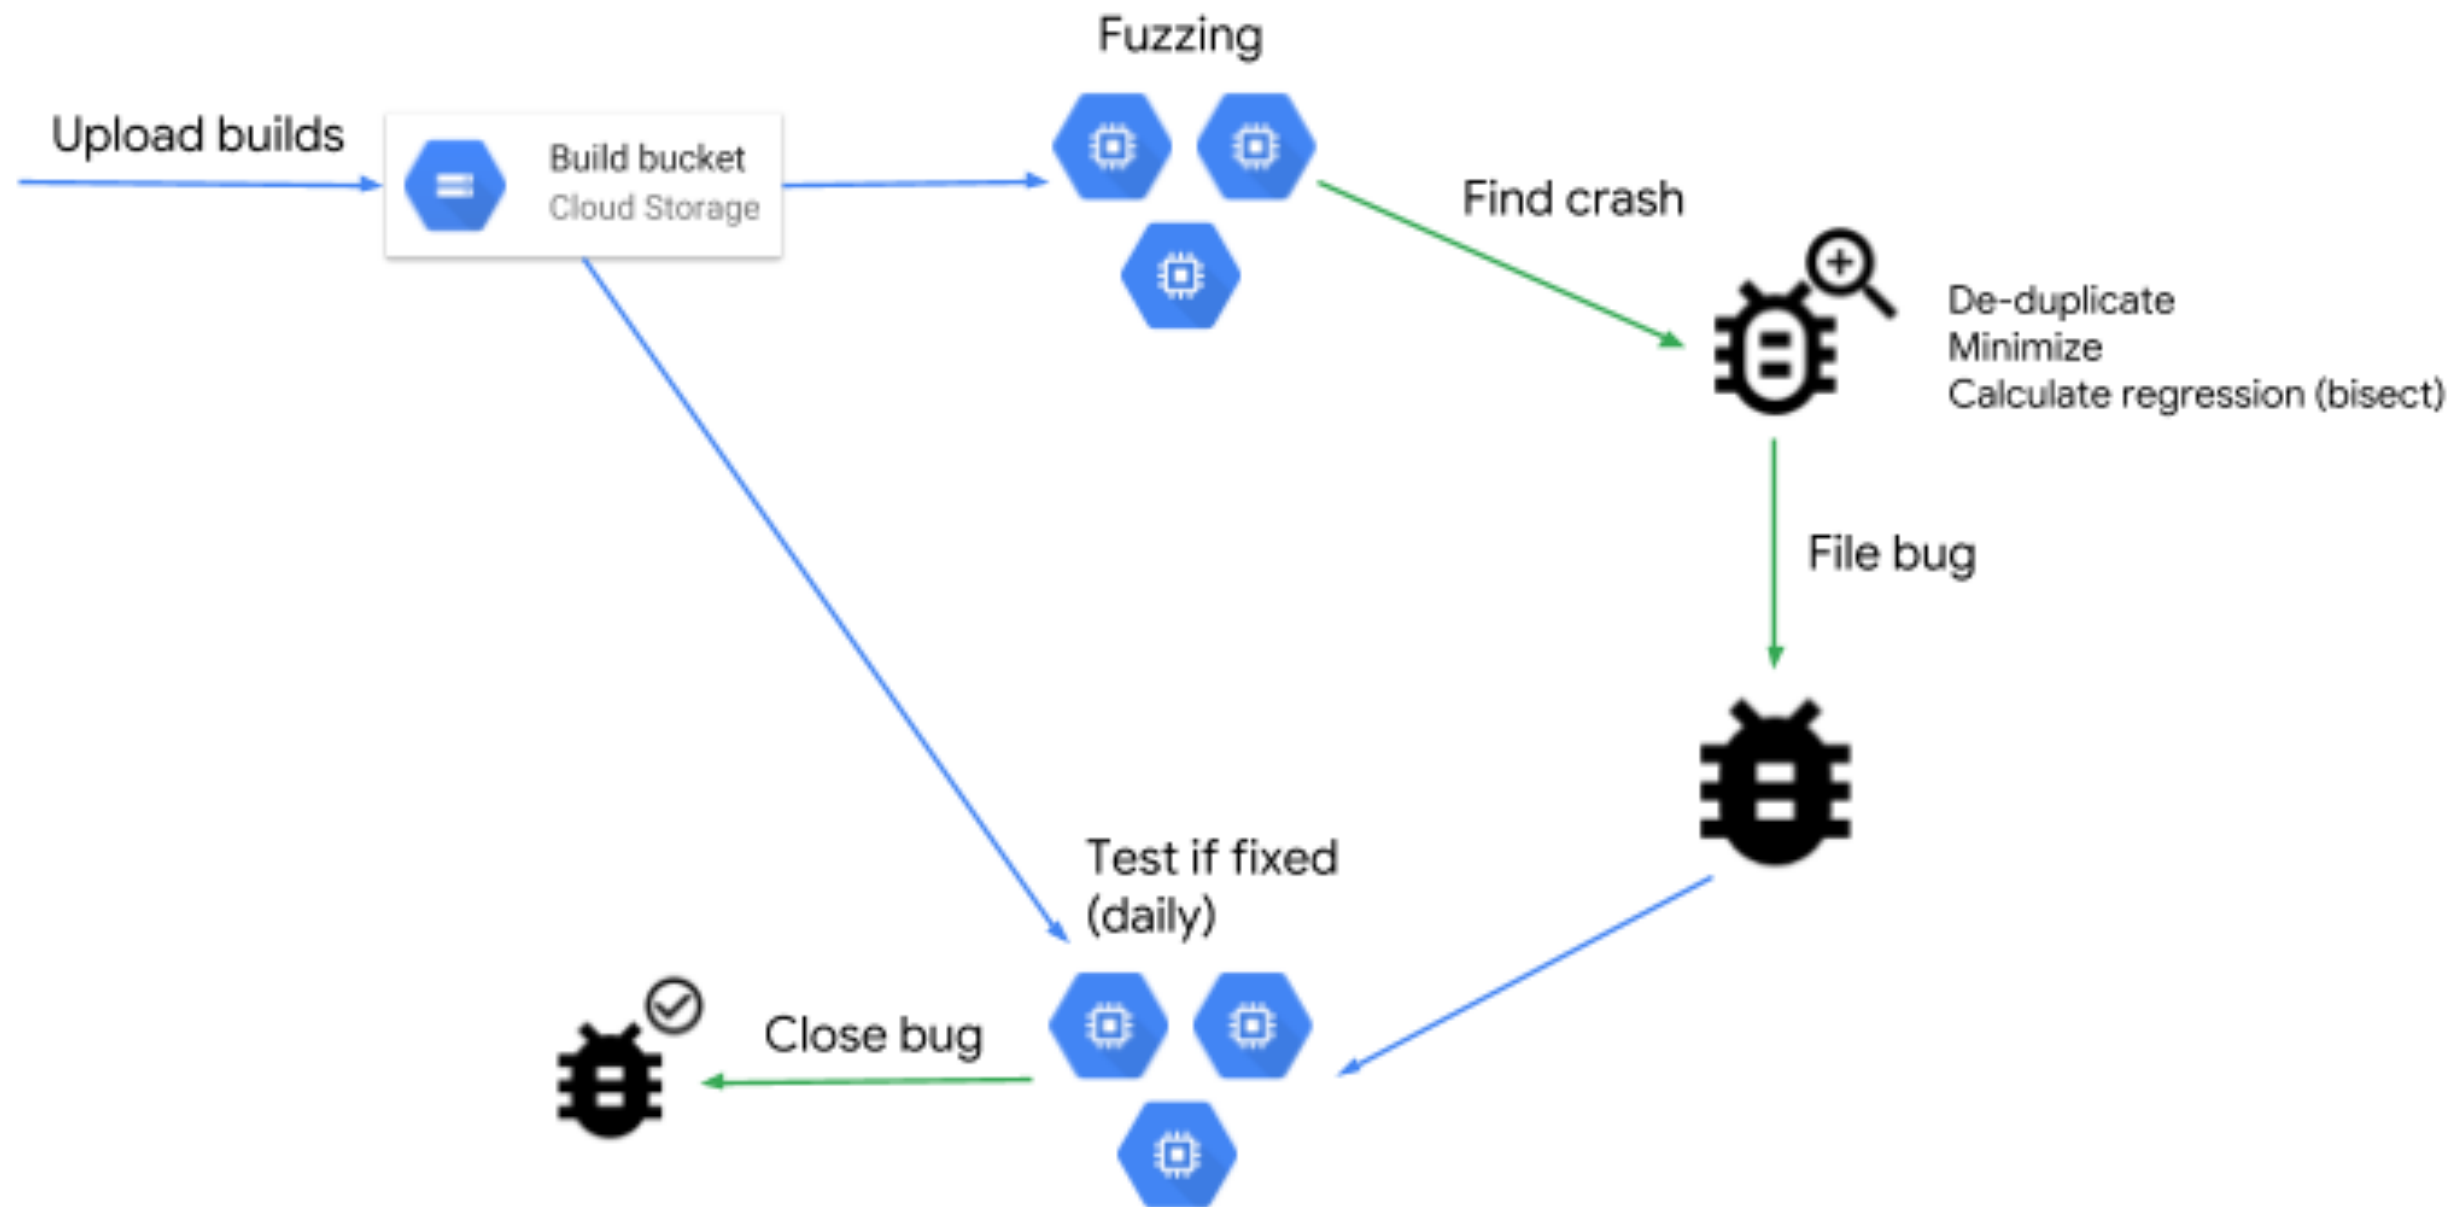 Fuzzing
Upload builds
Build bucket
Cloud Storage
Find crash
De-duplicate
Minimize
Calculate regression (bisect)
File bug
Test if fixed
(daily)
Close bug